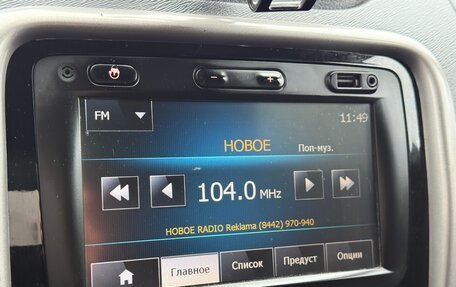 FM
11:49
НОВОЕ Поп-муз.
104.0 MHz
НОВОЕ RADIO Reklama (8442) 970-940
Главное Список Предуст Опции